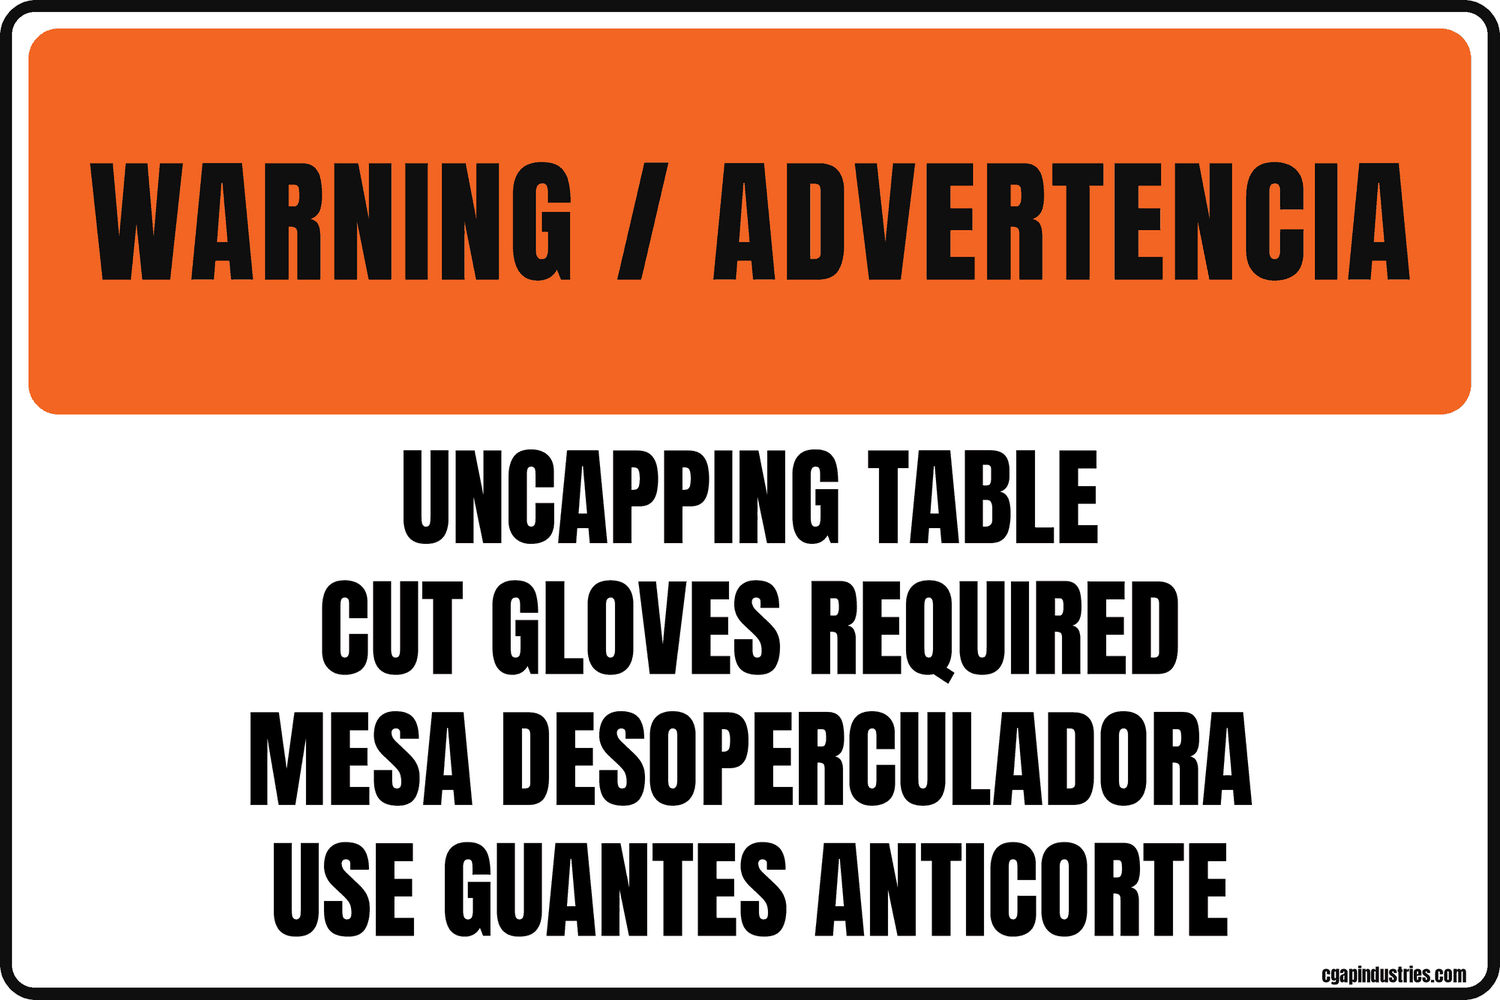 WARNING / ADVERTENCIA
UNCAPPING TABLE
CUT GLOVES REQUIRED
MESA DESOPERCULADORA
USE GUANTES ANTICORTE
cgapindustries.com